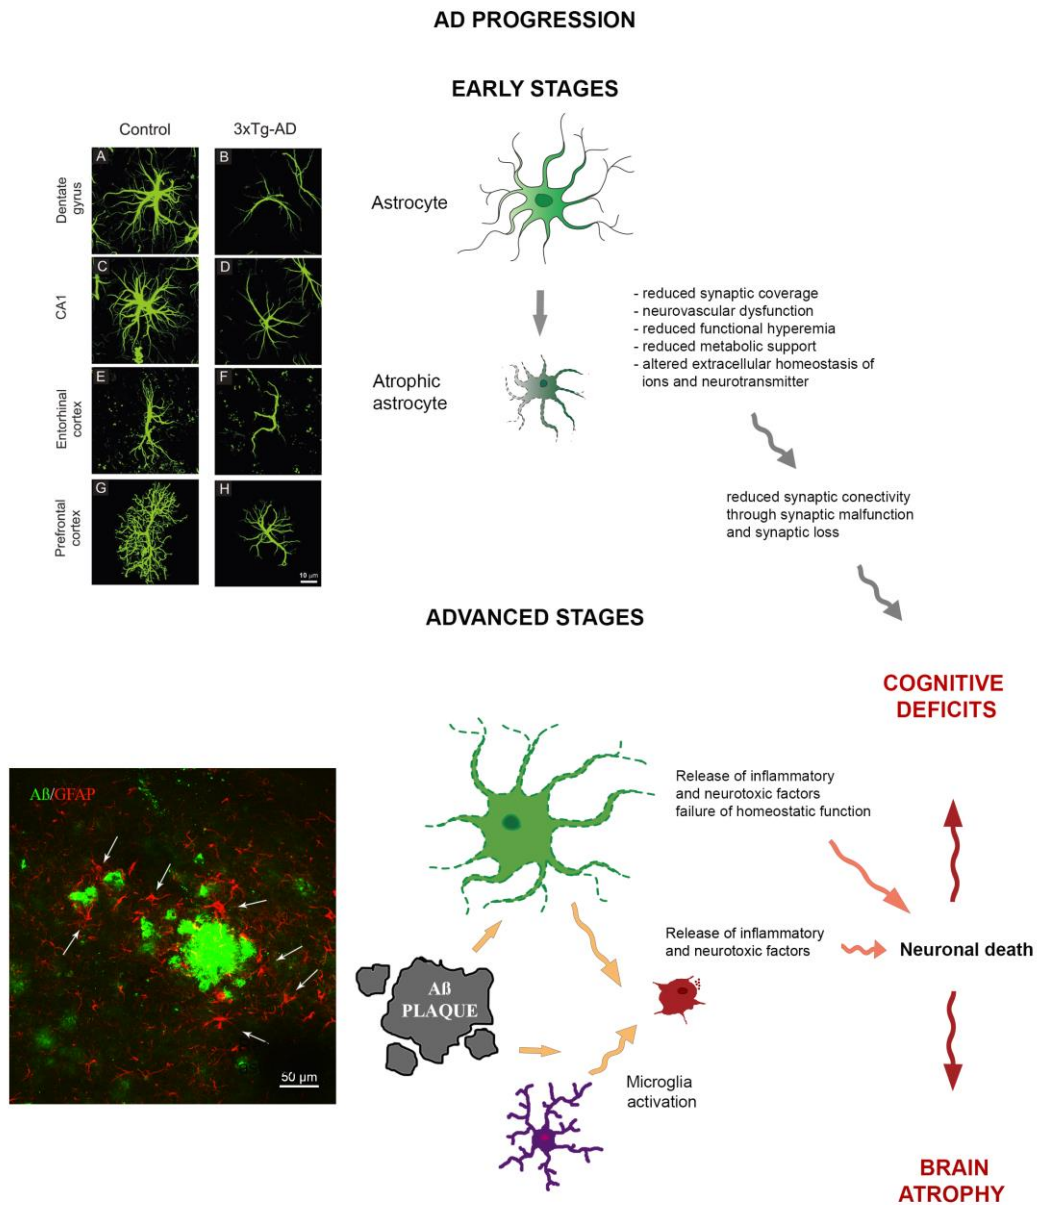 AD PROGRESSION
EARLY STAGES
Control
3xTg-AD
Dentate
gyrus
A
B
CA1
C
D
Entorhinal
cortex
E
F
Prefrontal
cortex
G
H
10 µm
Astrocyte
Atrophic
astrocyte
- reduced synaptic coverage
- neurovascular dysfunction
- reduced functional hyperemia
- reduced metabolic support
- altered extracellular homeostasis of
ions and neurotransmitter
reduced synaptic conectivity
through synaptic malfunction
and synaptic loss
ADVANCED STAGES
COGNITIVE
DEFICITS
Aß/GFAP
50 µm
Release of inflammatory
and neurotoxic factors
failure of homeostatic function
Release of inflammatory
and neurotoxic factors
Neuronal death
Aß
PLAQUE
Microglia
activation
BRAIN
ATROPHY